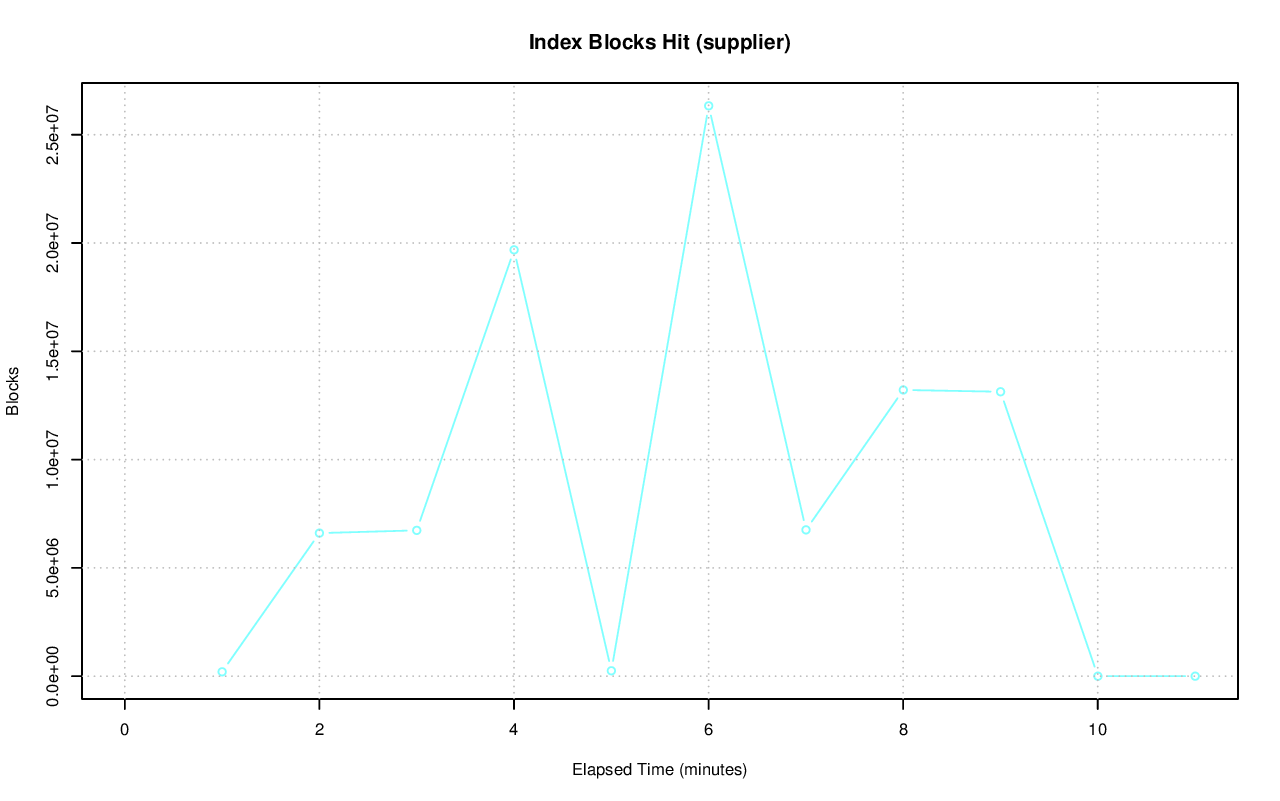 Index Blocks Hit (supplier)
2.5e+07
2.0e+07
1.5e+07
1.0e+07
5.0e+06
0.0e+00
Blocks
0 2 4 6 8 10
Elapsed Time (minutes)